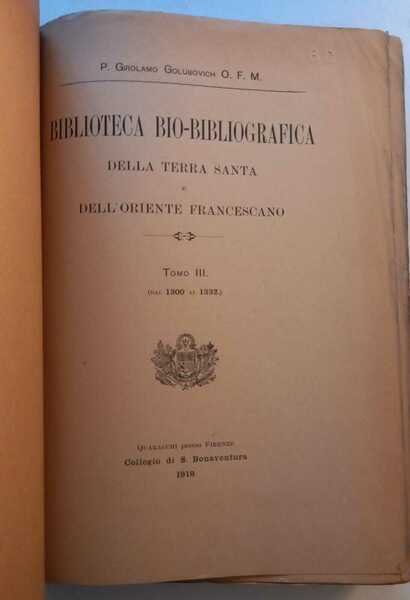 P. Girolamo Golubovich O. F. M.
BIBLIOTECA BIO-BIBLIOGRAFICA
DELLA TERRA SANTA
E
DELL'ORIENTE FRANCESCANO
Tomo III.
(dal 1300 al 1332.)
Quaracchi presso Firenze
Collegio di S. Bonaventura
1919